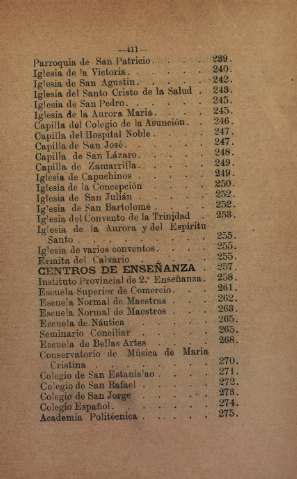 —411—
Parroquia de San Patricio. . . . . 239.
Iglesia de la Victoria. . . . . . 240.
Iglesia de San Agustin. . . . . . 242.
Iglesia del Santo Cristo de la Salud . 243.
Iglesia de San Pedro. . . . . . 245.
Iglesia de la Aurora María. . . . . 245.
Capilla del Colegio de la Asunción. . . 246.
Capilla del Hospital Noble. . . . . 247.
Capilla de San José. . . . . . 247.
Capilla de San Lázaro. . . . . . 248.
Capilla de Zamarrilla. . . . . . 249.
Iglesia de Capuchinos . . . . . 249.
Iglesia de la Concepción . . . . . 250.
Iglesia de San Julián . . . . . 252.
Iglesia de San Bartolomé . . . . . 252.
Iglesia del Convento de la Trinidad . 253.
Iglesia de la Aurora y del Espíritu
Santo . . . . . . . . 255.
Iglesia de varios conventos. . . . . 255.
Ermita del Calvario . . . . . . 255.
CENTROS DE ENSEÑANZA . 257.
Instituto Provincial de 2.ª Enseñanza. . 258.
Escuela Superior de Comercio. . . . 261.
Escuela Normal de Maestros . . . . 262.
Escuela Normal de Maestros . . . . 263.
Escuela de Náutica . . . . . . 265.
Seminario Conciliar . . . . . . 265.
Escuela de Bellas Artes . . . . . 268.
Conservatorio de Música de María
Cristina . . . . . . . 270.
Colegio de San Estanislao . . . . 271.
Colegio de San Rafael . . . . . 272.
Colegio de San Jorge . . . . . 273.
Colegio Español. . . . . . . 274.
Academia Politécnica . . . . . 275.